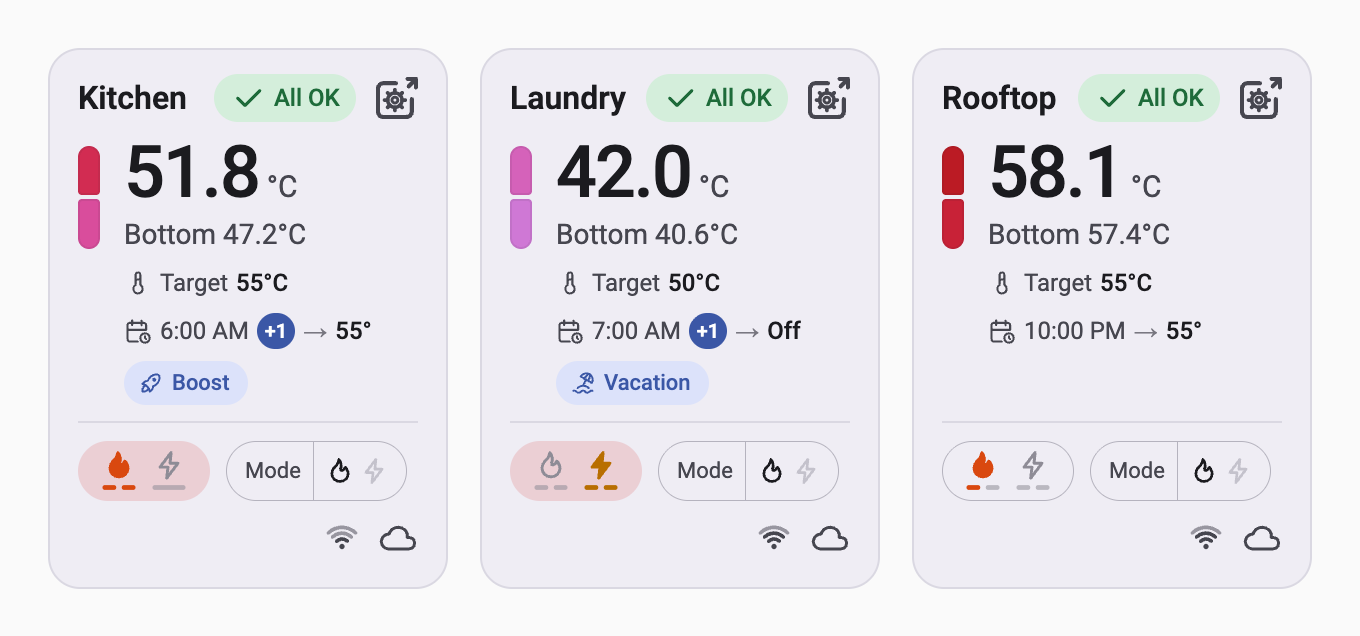 Kitchen All OK
51.8 °C
Bottom 47.2°C
Target 55°C
6:00 AM +1 → 55°
Boost
Mode
Laundry All OK
42.0 °C
Bottom 40.6°C
Target 50°C
7:00 AM +1 → Off
Vacation
Mode
Rooftop All OK
58.1 °C
Bottom 57.4°C
Target 55°C
10:00 PM → 55°
Mode